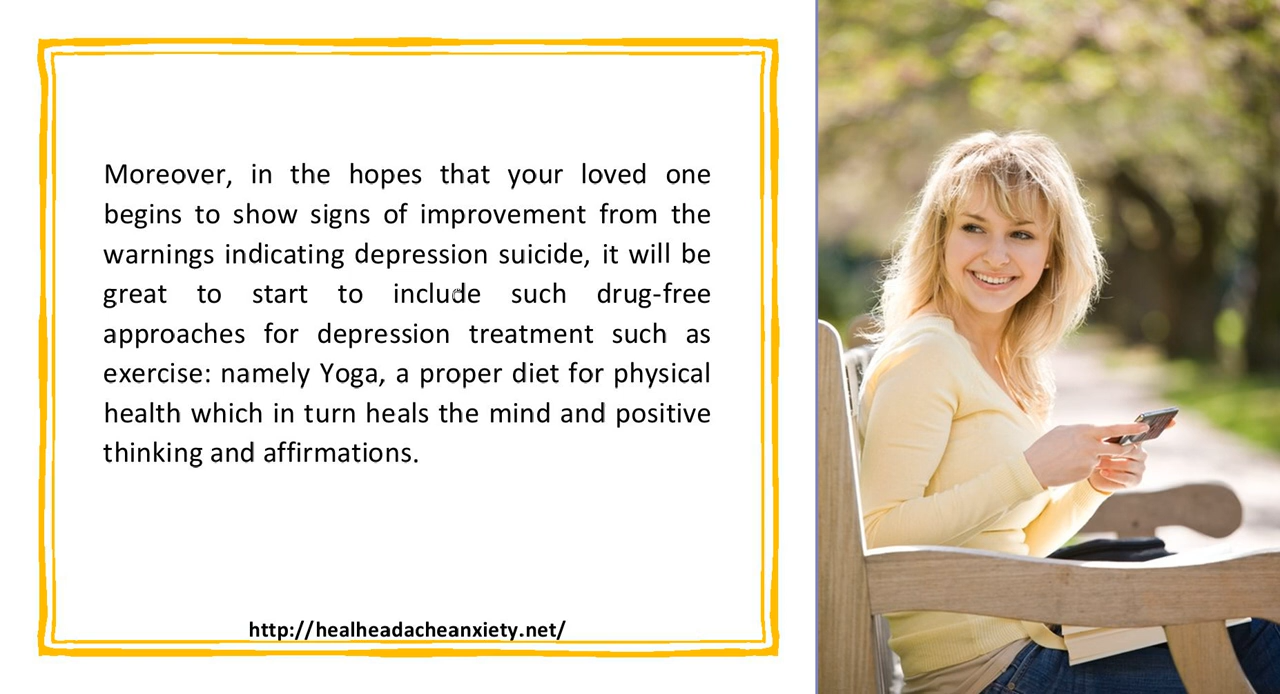 Moreover, in the hopes that your loved one
begins to show signs of improvement from the
warnings indicating depression suicide, it will be
great to start to include such drug-free
approaches for depression treatment such as
exercise: namely Yoga, a proper diet for physical
health which in turn heals the mind and positive
thinking and affirmations.
http://healheadacheanxiety.net/